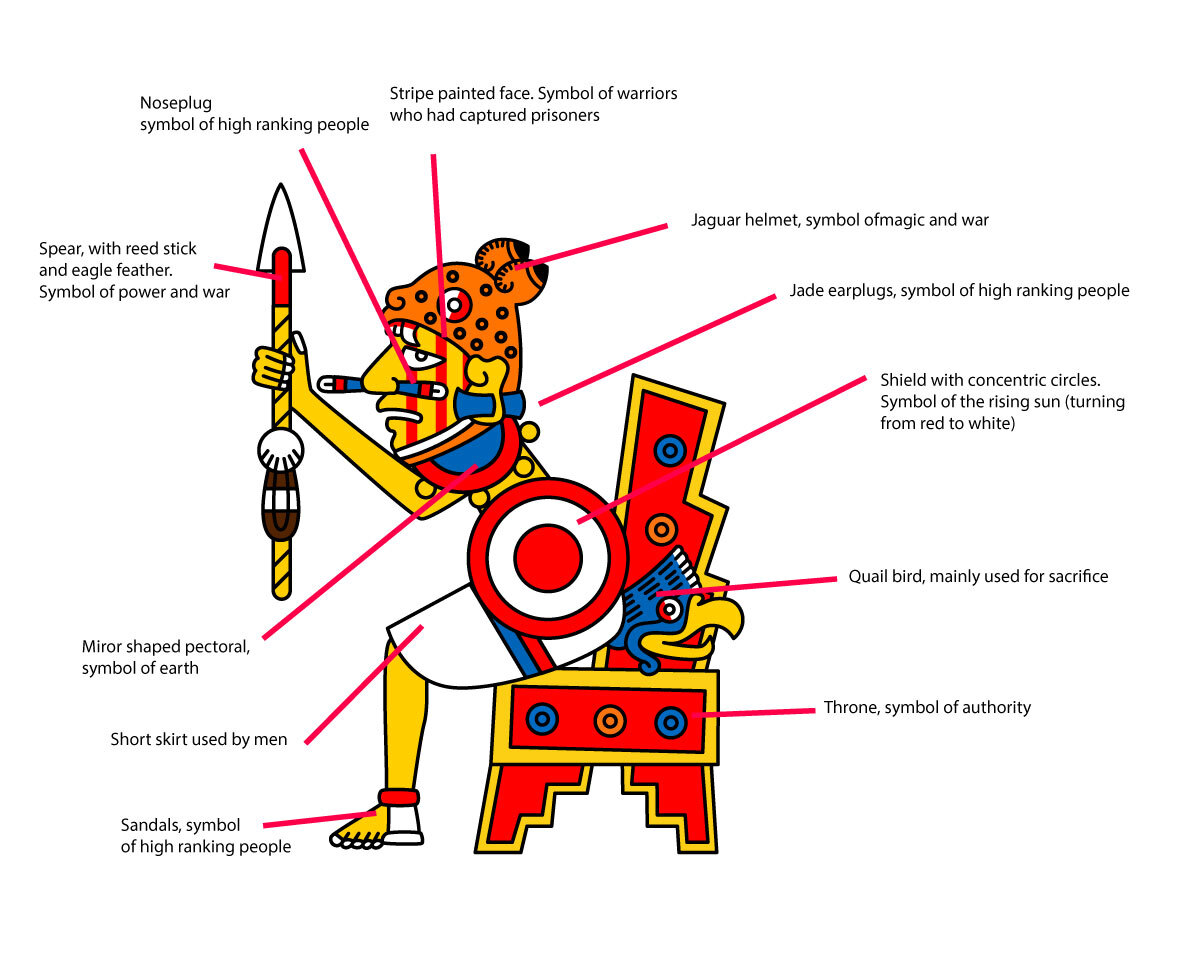 Noseplug
symbol of high ranking people
Stripe painted face. Symbol of warriors
who had captured prisoners
Spear, with reed stick
and eagle feather.
Symbol of power and war
Jaguar helmet, symbol ofmagic and war
Jade earplugs, symbol of high ranking people
Shield with concentric circles.
Symbol of the rising sun (turning
from red to white)
Quail bird, mainly used for sacrifice
Miror shaped pectoral,
symbol of earth
Throne, symbol of authority
Short skirt used by men
Sandals, symbol
of high ranking people